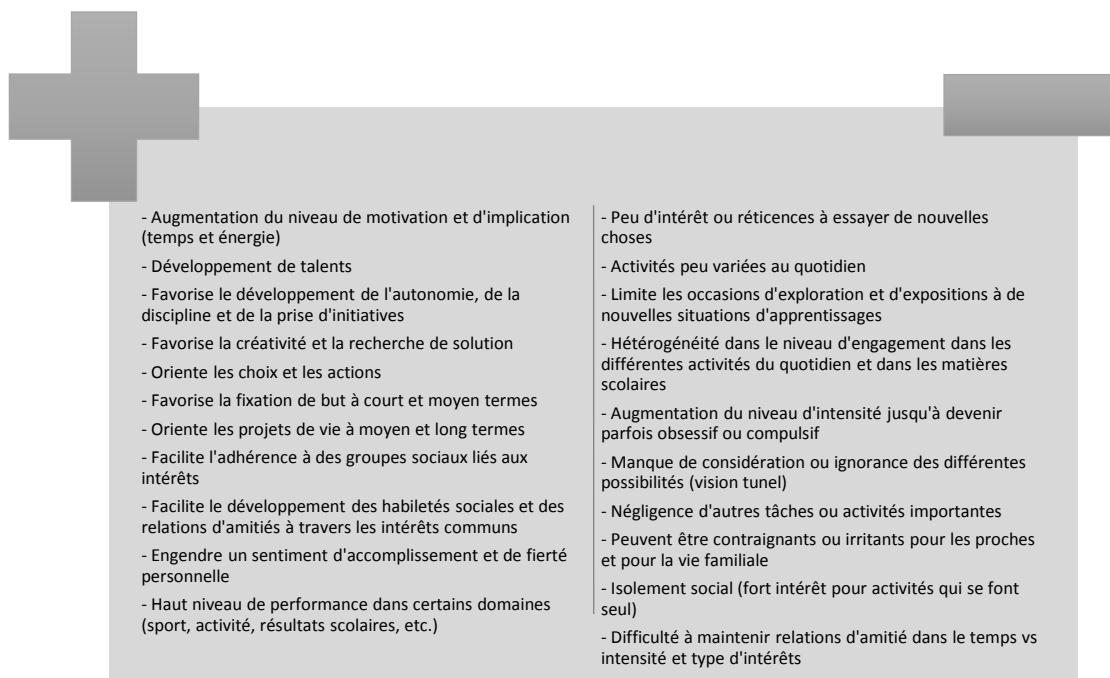 - Augmentation du niveau de motivation et d'implication
(temps et énergie)
- Développement de talents
- Favorise le développement de l'autonomie, de la
discipline et de la prise d'initiatives
- Favorise la créativité et la recherche de solution
- Oriente les choix et les actions
- Favorise la fixation de but à court et moyen termes
- Oriente les projets de vie à moyen et long termes
- Facilite l'adhérence à des groupes sociaux liés aux
intérêts
- Facilite le développement des habiletés sociales et des
relations d'amitiés à travers les intérêts communs
- Engendre un sentiment d'accomplissement et de fierté
personnelle
- Haut niveau de performance dans certains domaines
(sport, activité, résultats scolaires, etc.)
- Peu d'intérêt ou réticences à essayer de nouvelles
choses
- Activités peu variées au quotidien
- Limite les occasions d'exploration et d'expositions à de
nouvelles situations d'apprentissages
- Hétérogénéité dans le niveau d'engagement dans les
différentes activités du quotidien et dans les matières
scolaires
- Augmentation du niveau d'intensité jusqu'à devenir
parfois obsessif ou compulsif
- Manque de considération ou ignorance des différentes
possibilités (vision tunel)
- Négligence d'autres tâches ou activités importantes
- Peuvent être contraignants ou irritants pour les proches
et pour la vie familiale
- Isolement social (fort intérêt pour activités qui se font
seul)
- Difficulté à maintenir relations d'amitié dans le temps vs
intensité et type d'intérêts